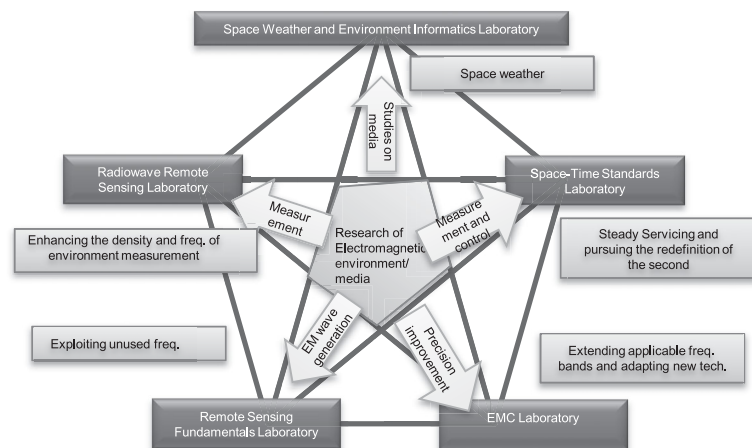 Space Weather and Environment Informatics Laboratory
Space weather
Studies on
media
Radiowave Remote
Sensing Laboratory
Space-Time Standards
Laboratory
Measur
ement
Research of
Electromagnetic
environment/
media
Measure
ment and
control
Enhancing the density and freq. of
environment measurement
Steady Servicing and
pursuing the redefinition of
the second
EM wave
generation
Precision
improvement
Exploiting unused freq.
Extending applicable freq.
bands and adapting new tech.
Remote Sensing
Fundamentals Laboratory
EMC Laboratory